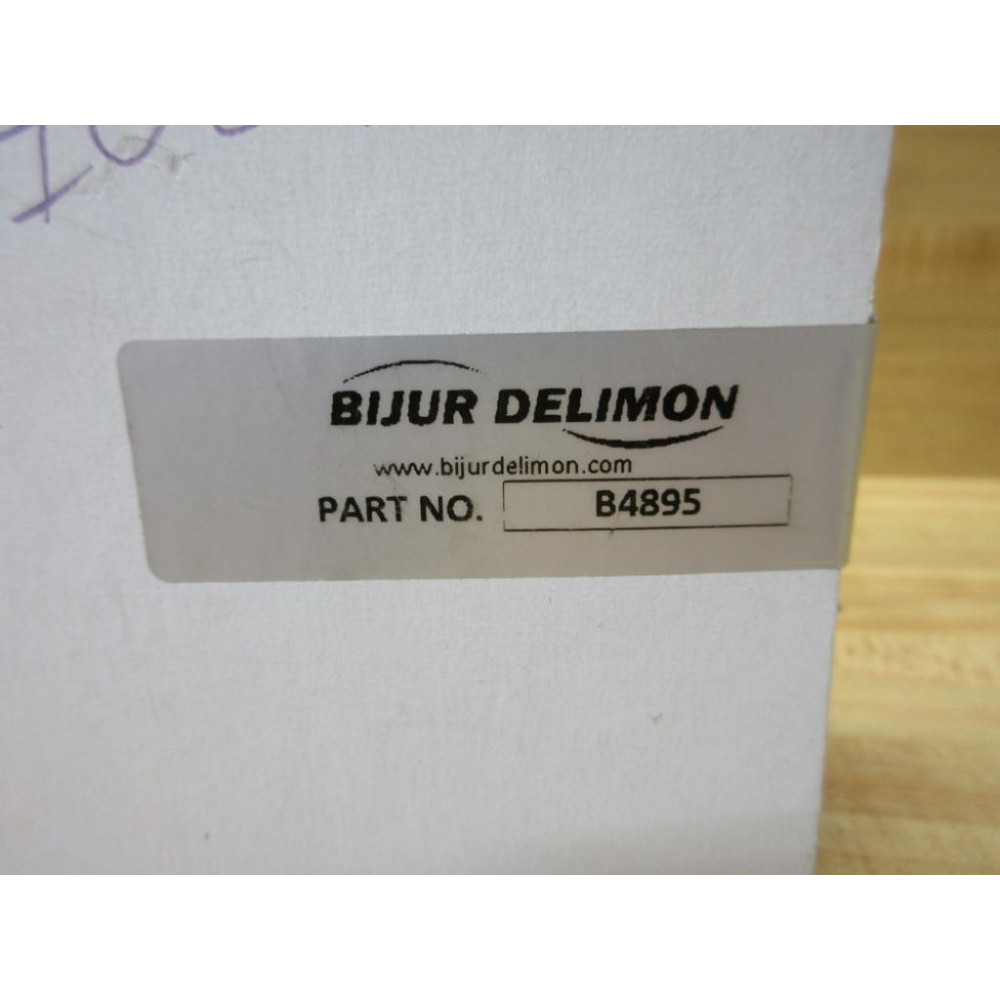 BIJUR DELIMON
www.bijurdelimon.com
PART NO. B4895